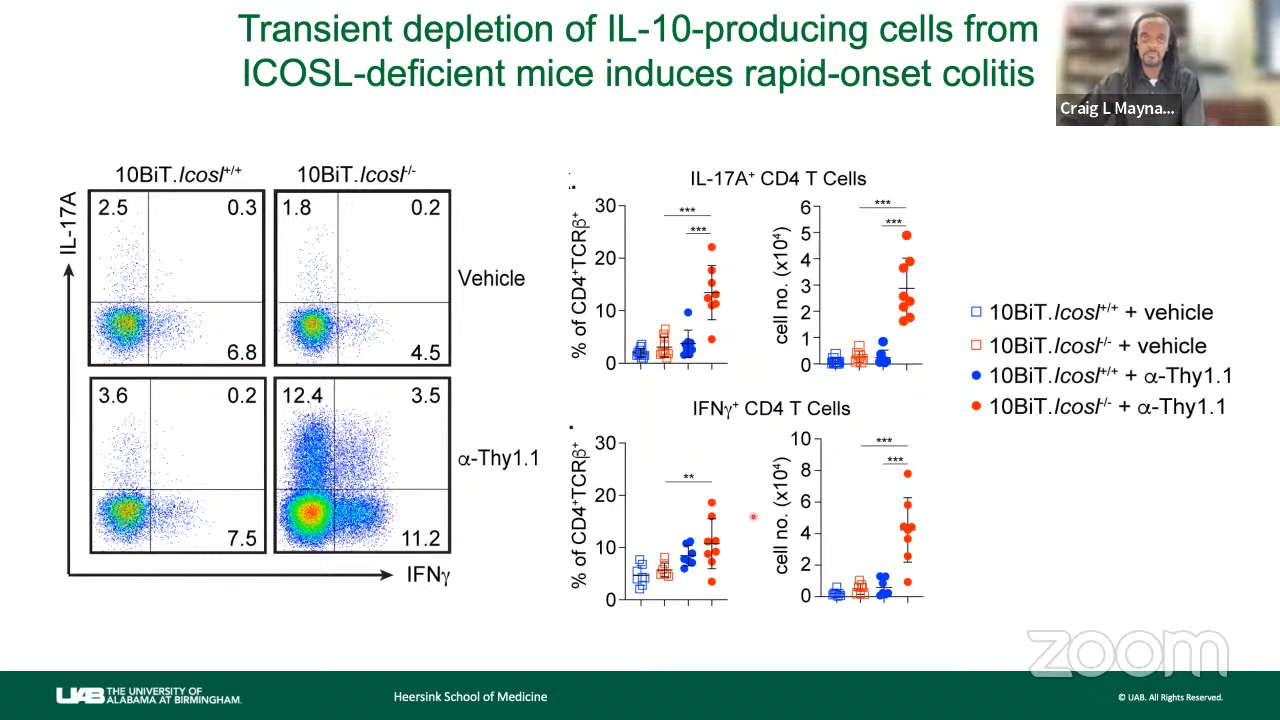 Transient depletion of IL-10-producing cells from
ICOSL-deficient mice induces rapid-onset colitis
Craig L Mayna...
10BiT.Icosl+/+
10BiT.Icosl-/-
IL-17A
2.5
0.3
6.8
1.8
0.2
4.5
Vehicle
3.6
0.2
7.5
12.4
3.5
11.2
α-Thy1.1
IFNγ
IL-17A+ CD4 T Cells
% of CD4+TCRβ+
30
20
10
0
***
***
cell no. (x10⁴)
6
5
4
3
2
1
0
***
***
IFNγ+ CD4 T Cells
% of CD4+TCRβ+
30
20
10
0
**
cell no. (x10⁴)
10
8
6
4
2
0
***
***
10BiT.Icosl+/+ + vehicle
10BiT.Icosl-/- + vehicle
10BiT.Icosl+/+ + α-Thy1.1
10BiT.Icosl-/- + α-Thy1.1
zoom
UAB THE UNIVERSITY OF
ALABAMA AT BIRMINGHAM.
Heersink School of Medicine
© UAB. All Rights Reserved.